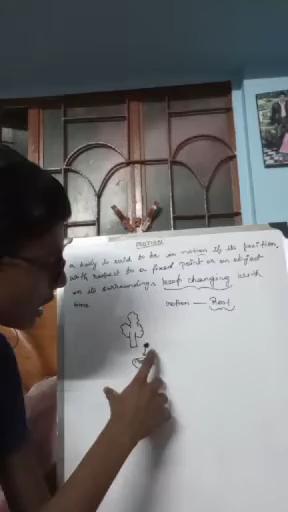 MOTION
A body is said to be in motion if its position
with respect to a fixed point or an object
in its surroundings keep changing with
time. Motion — Rest